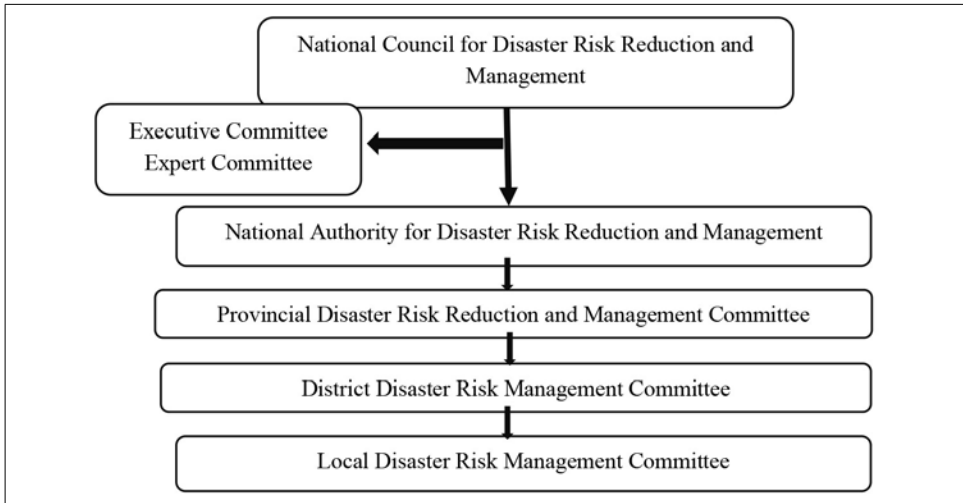 National Council for Disaster Risk Reduction and
Management
Executive Committee
Expert Committee
National Authority for Disaster Risk Reduction and Management
Provincial Disaster Risk Reduction and Management Committee
District Disaster Risk Management Committee
Local Disaster Risk Management Committee